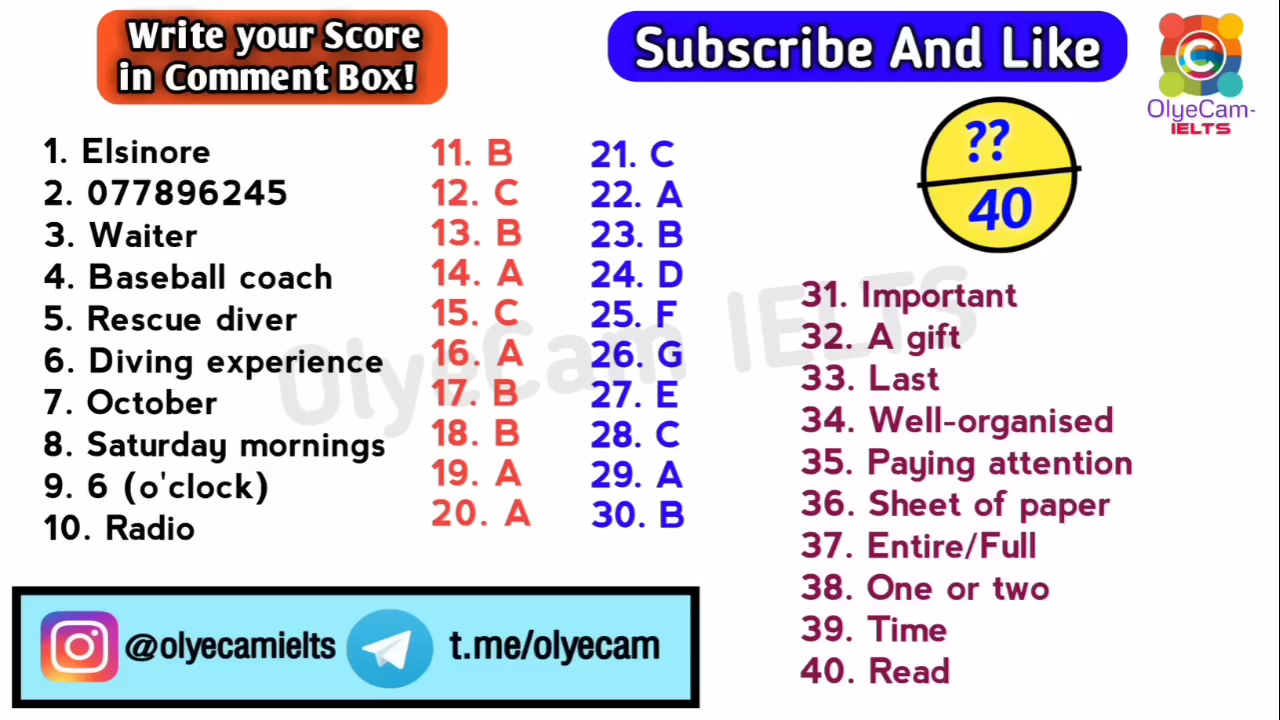 Write your Score
in Comment Box!
Subscribe And Like
C
OlyeCam-
IELTS
??
40
1. Elsinore
2. 077896245
3. Waiter
4. Baseball coach
5. Rescue diver
6. Diving experience
7. October
8. Saturday mornings
9. 6 (o'clock)
10. Radio
11. B
12. C
13. B
14. A
15. C
16. A
17. B
18. B
19. A
20. A
21. C
22. A
23. B
24. D
25. F
26. G
27. E
28. C
29. A
30. B
31. Important
32. A gift
33. Last
34. Well-organised
35. Paying attention
36. Sheet of paper
37. Entire/Full
38. One or two
39. Time
40. Read
OlyeCam IELTS
@olyecamielts
t.me/olyecam